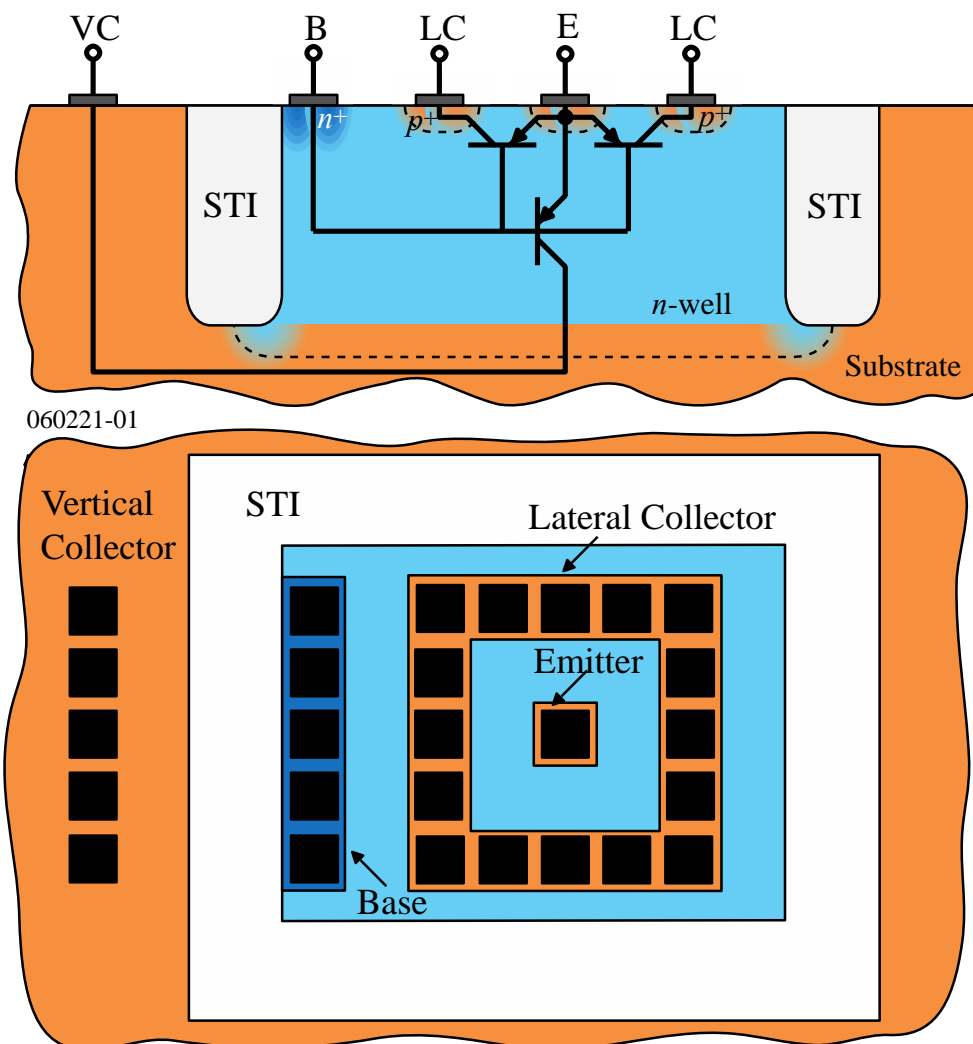 VC B LC E LC
n+ p+ p+
STI STI
n-well
Substrate
060221-01
Vertical
Collector
STI
Lateral Collector
Emitter
Base